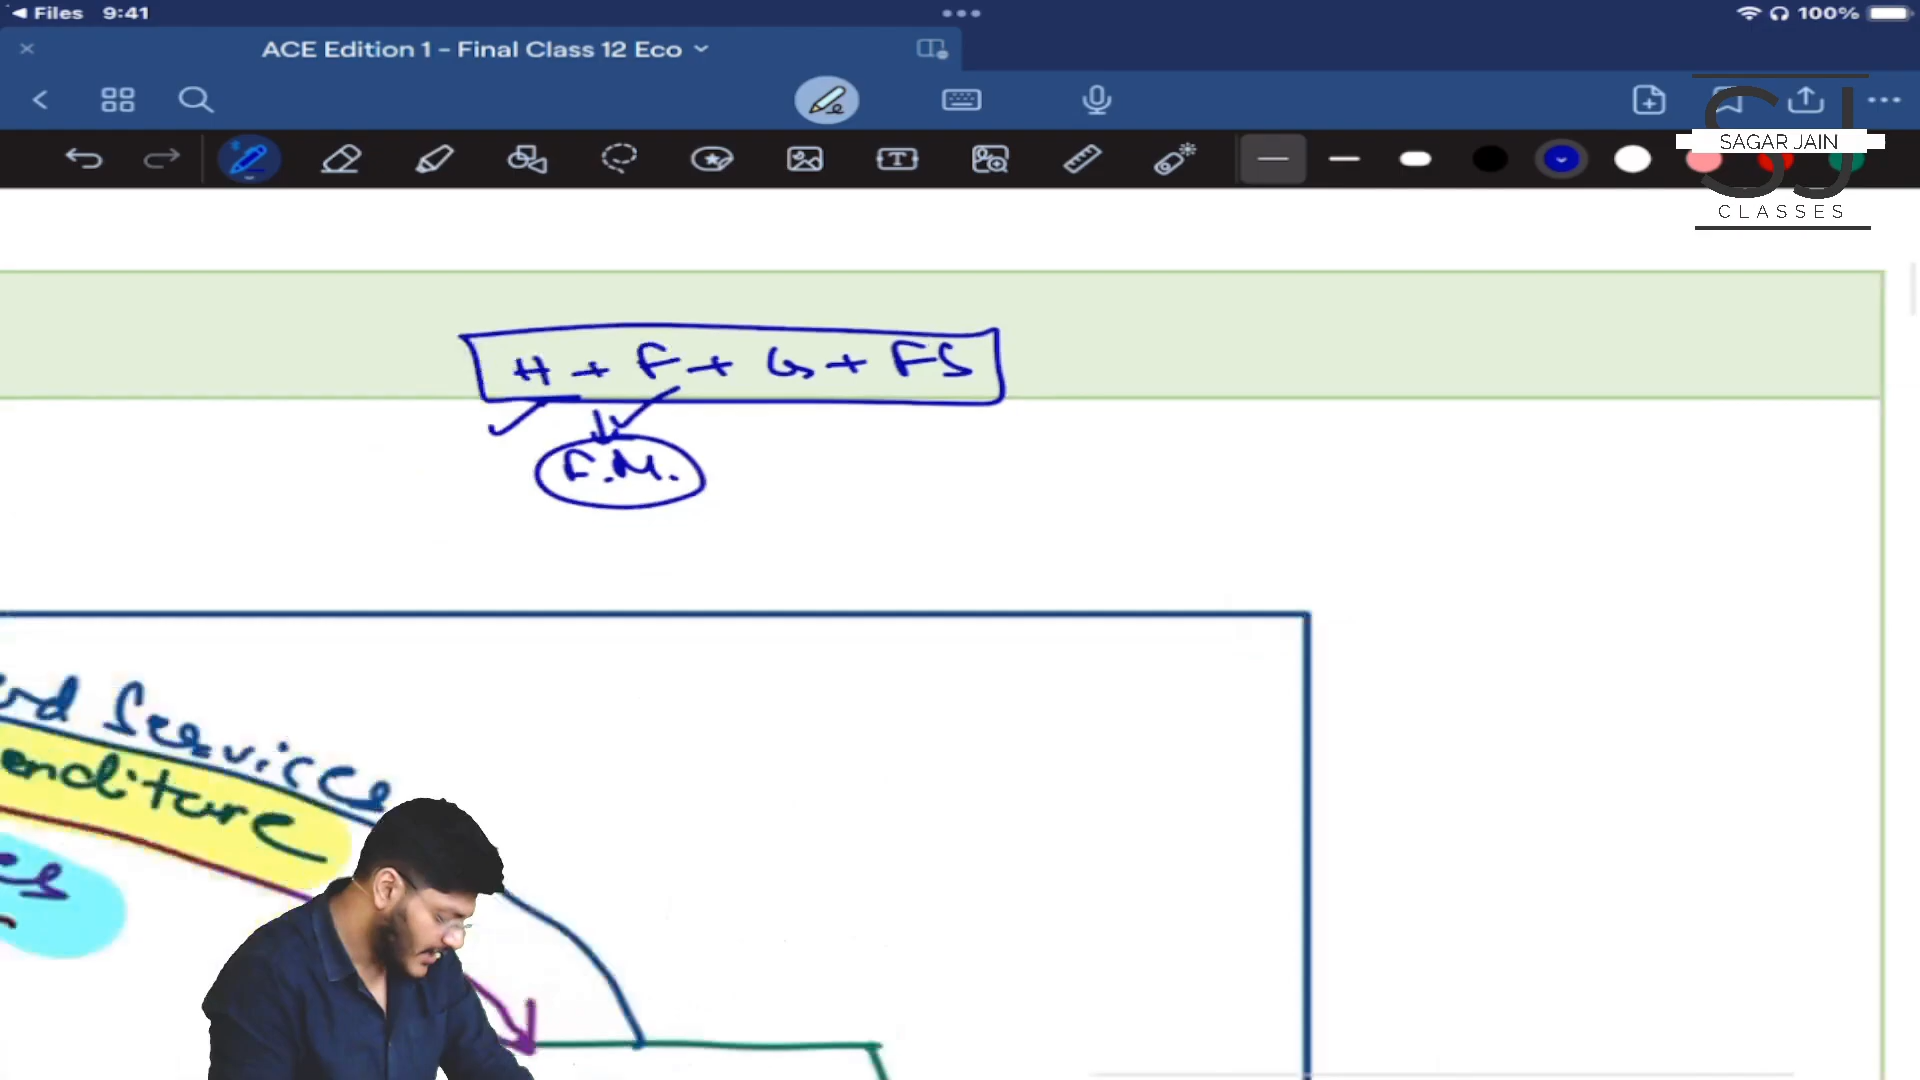 Files 9:41 100%
ACE Edition 1 - Final Class 12 Eco
SAGAR JAIN
CLASSES
H + F + G + FS
F.M.
Services
enditure